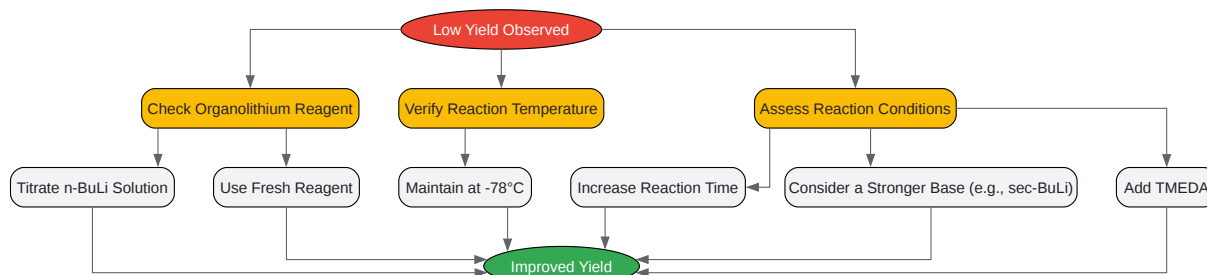 Low Yield Observed
Check Organolithium Reagent
Verify Reaction Temperature
Assess Reaction Conditions
Titrate n-BuLi Solution
Use Fresh Reagent
Maintain at -78°C
Increase Reaction Time
Consider a Stronger Base (e.g., sec-BuLi)
Add TMEDA
Improved Yield